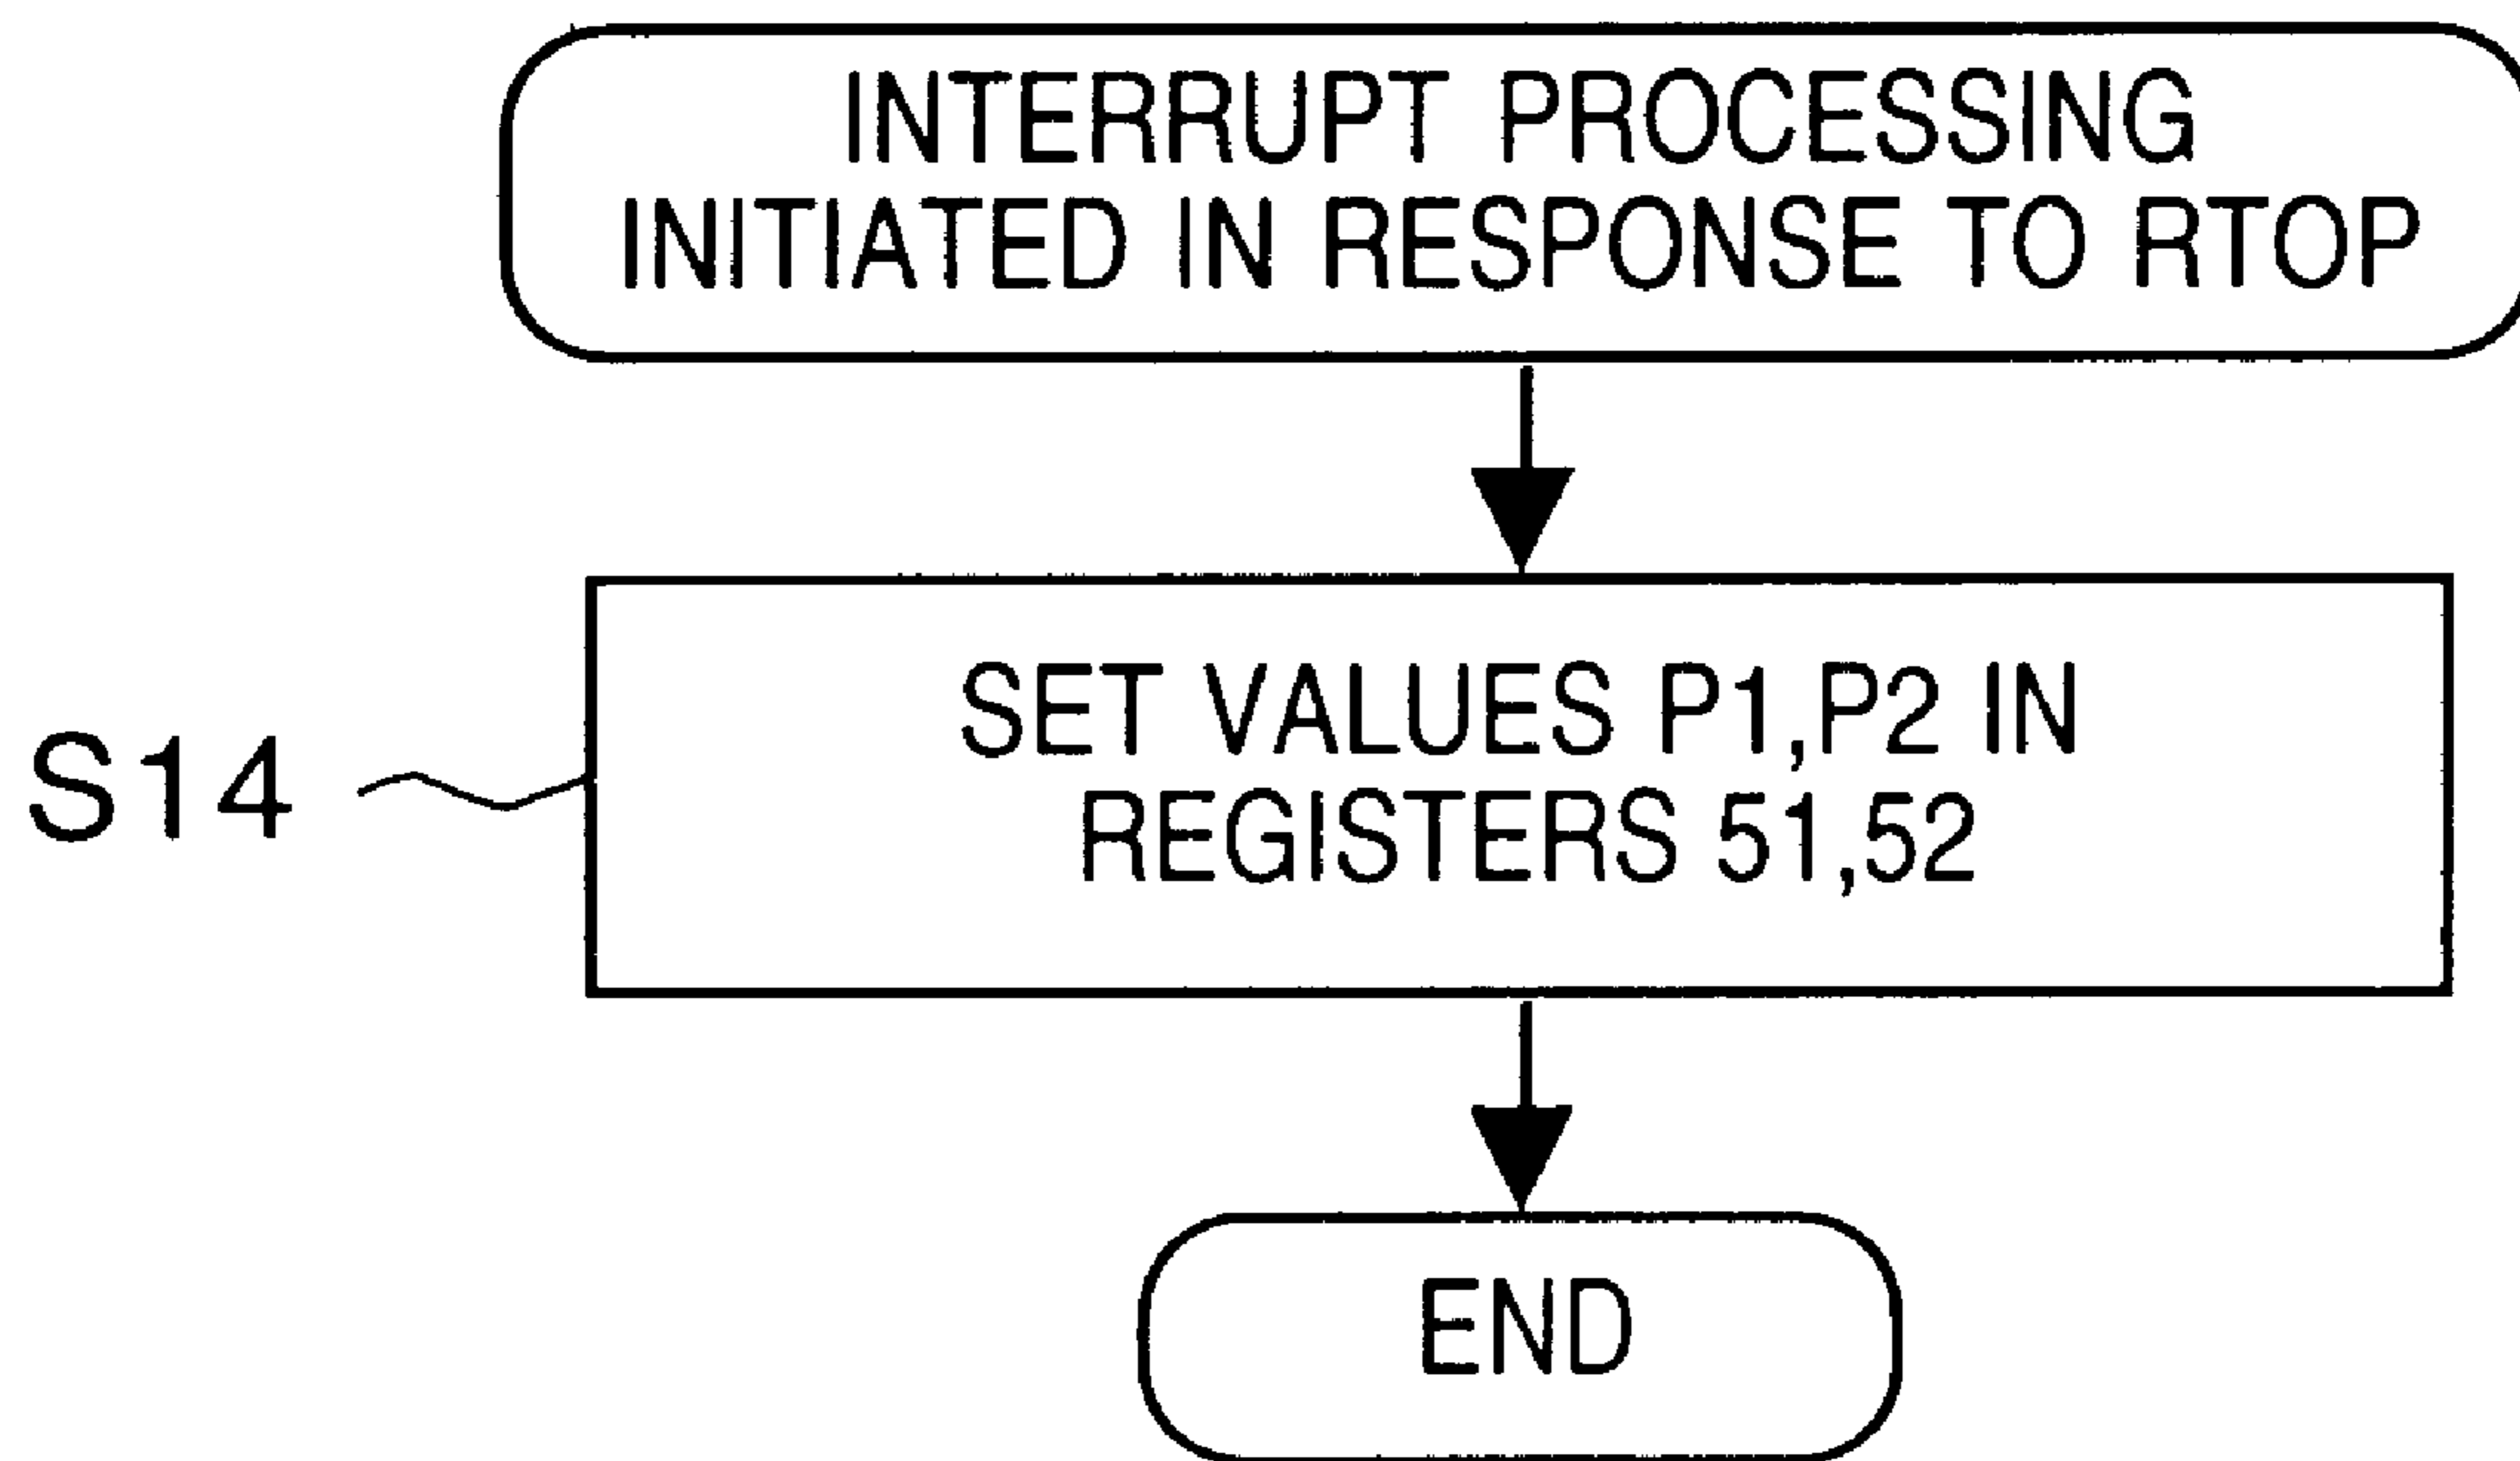 INTERRUPT PROCESSING
INITIATED IN RESPONSE TO RTOP
SET VALUES P1,P2 IN
REGISTERS 51,52
S14
END